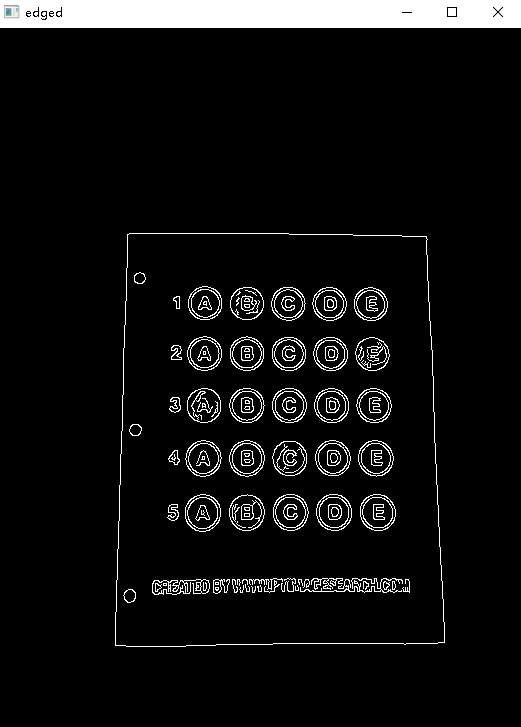 edged
1 A B C D E
2 A B C D E
3 A B C D E
4 A B C D E
5 A B C D E
CREATED BY WWW.PYIMAGESEARCH.COM